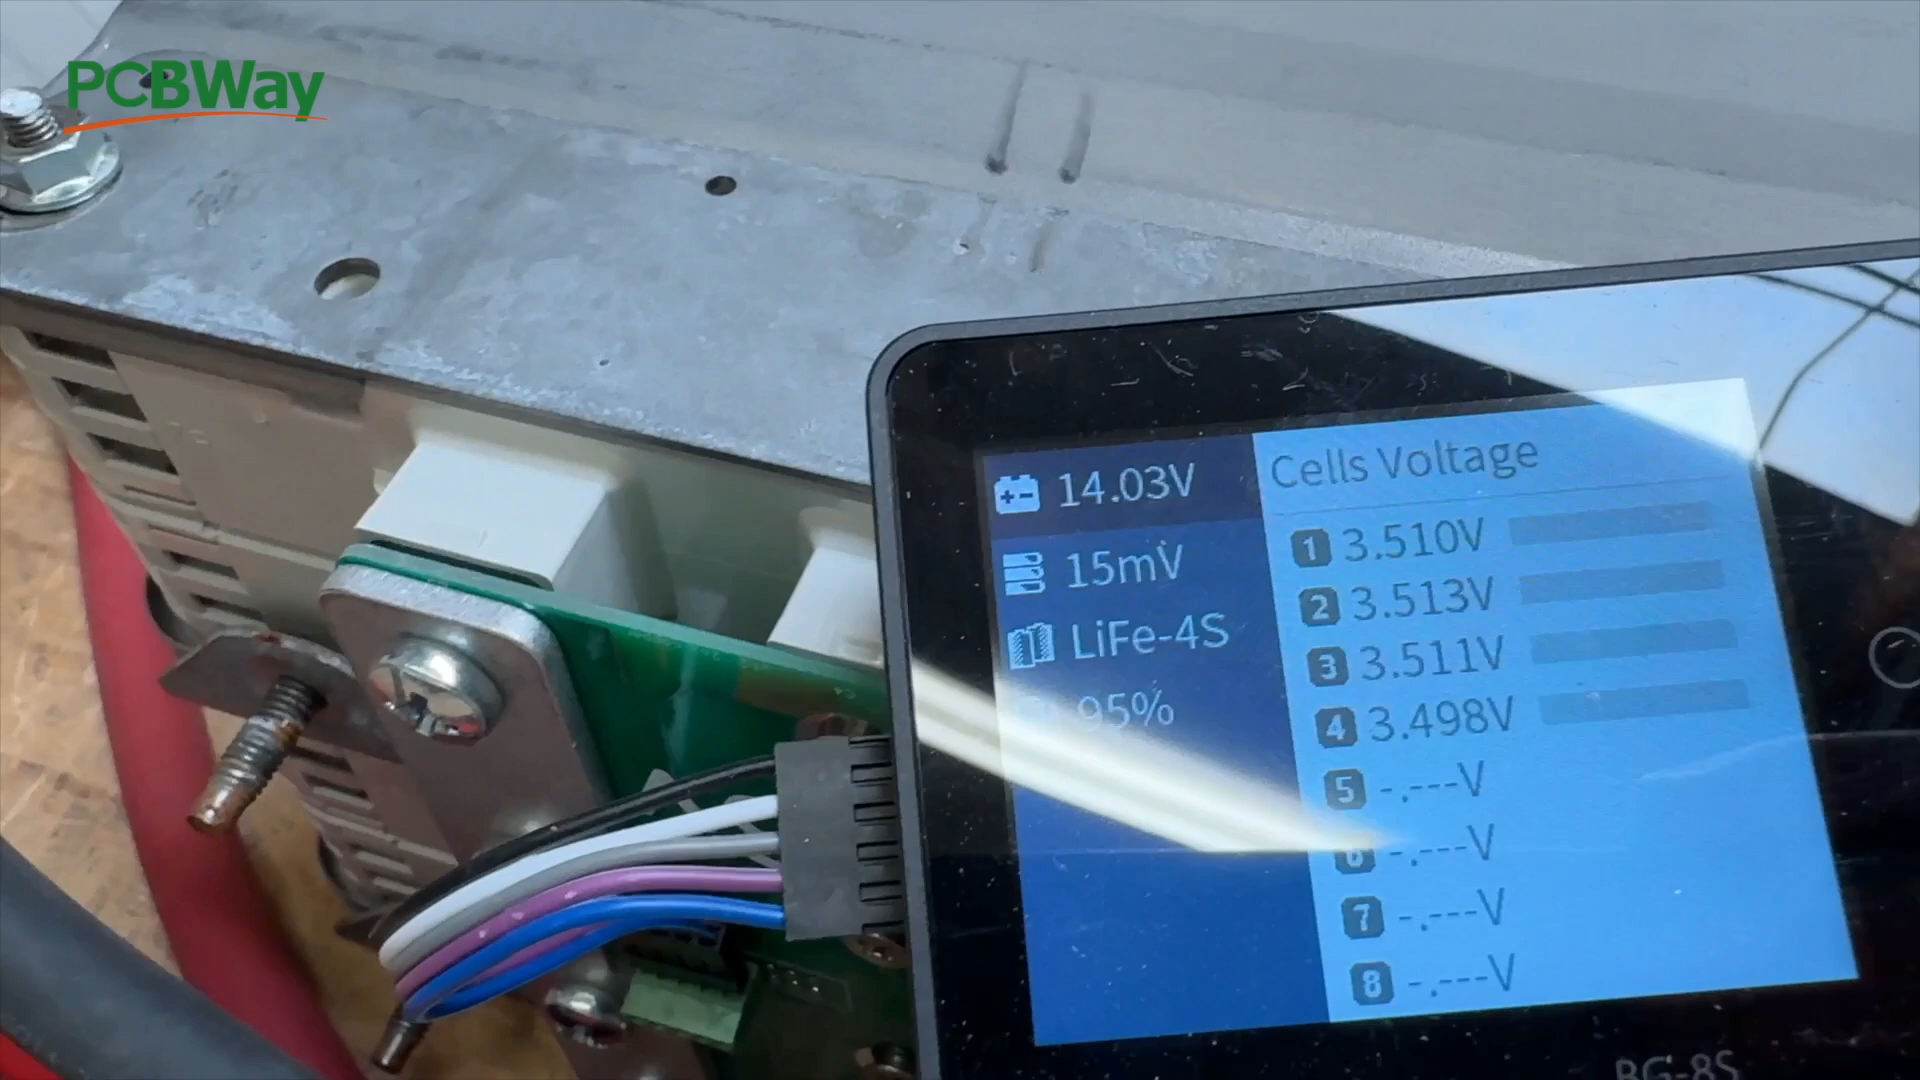 PCBWay
14.03V
15mV
LiFe-4S
95%
Cells Voltage
1 3.510V
2 3.513V
3 3.511V
4 3.498V
5 -.---V
6 -.---V
7 -.---V
8 -.---V
BG-8S